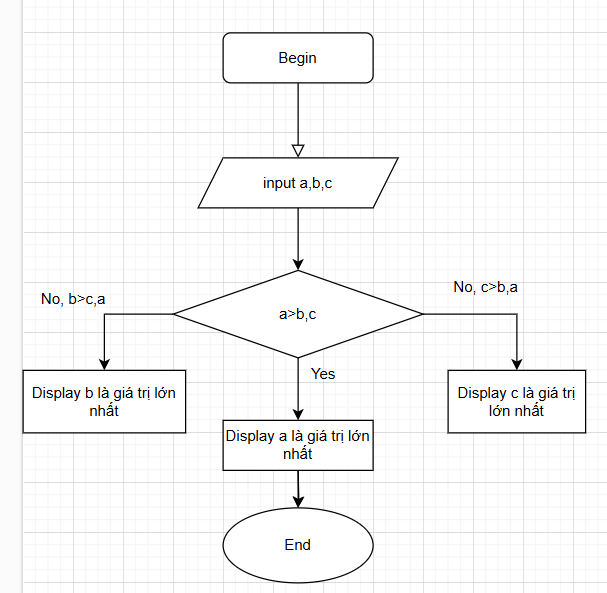 Begin
input a,b,c
No, c>b,a
No, b>c,a
a>b,c
Yes
Display b là giá trị lớn
nhất
Display c là giá trị
lớn nhất
Display a là giá trị lớn
nhất
End